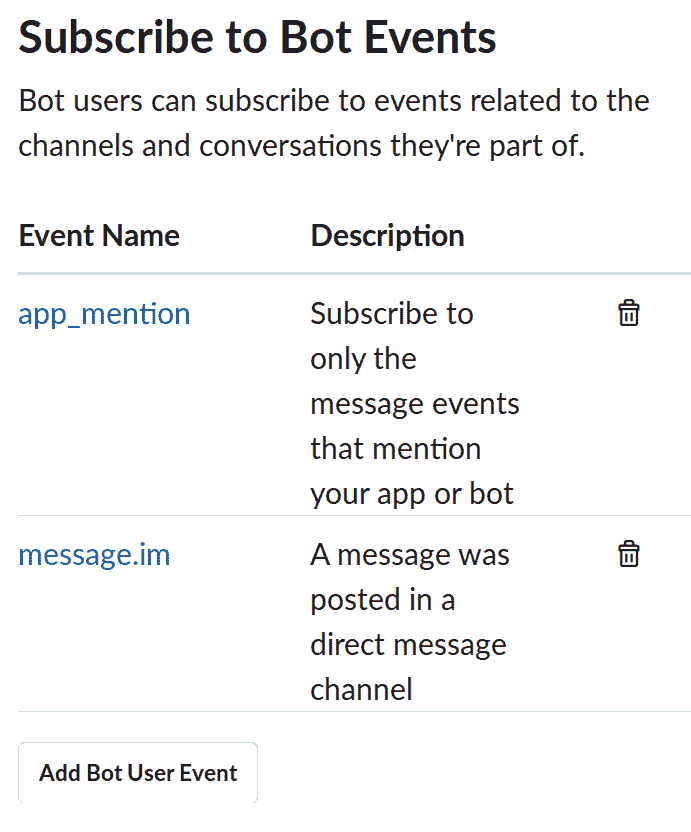 Subscribe to Bot Events
Bot users can subscribe to events related to the
channels and conversations they're part of.
Event Name Description
app_mention Subscribe to
only the
message events
that mention
your app or bot
message.im A message was
posted in a
direct message
channel
Add Bot User Event